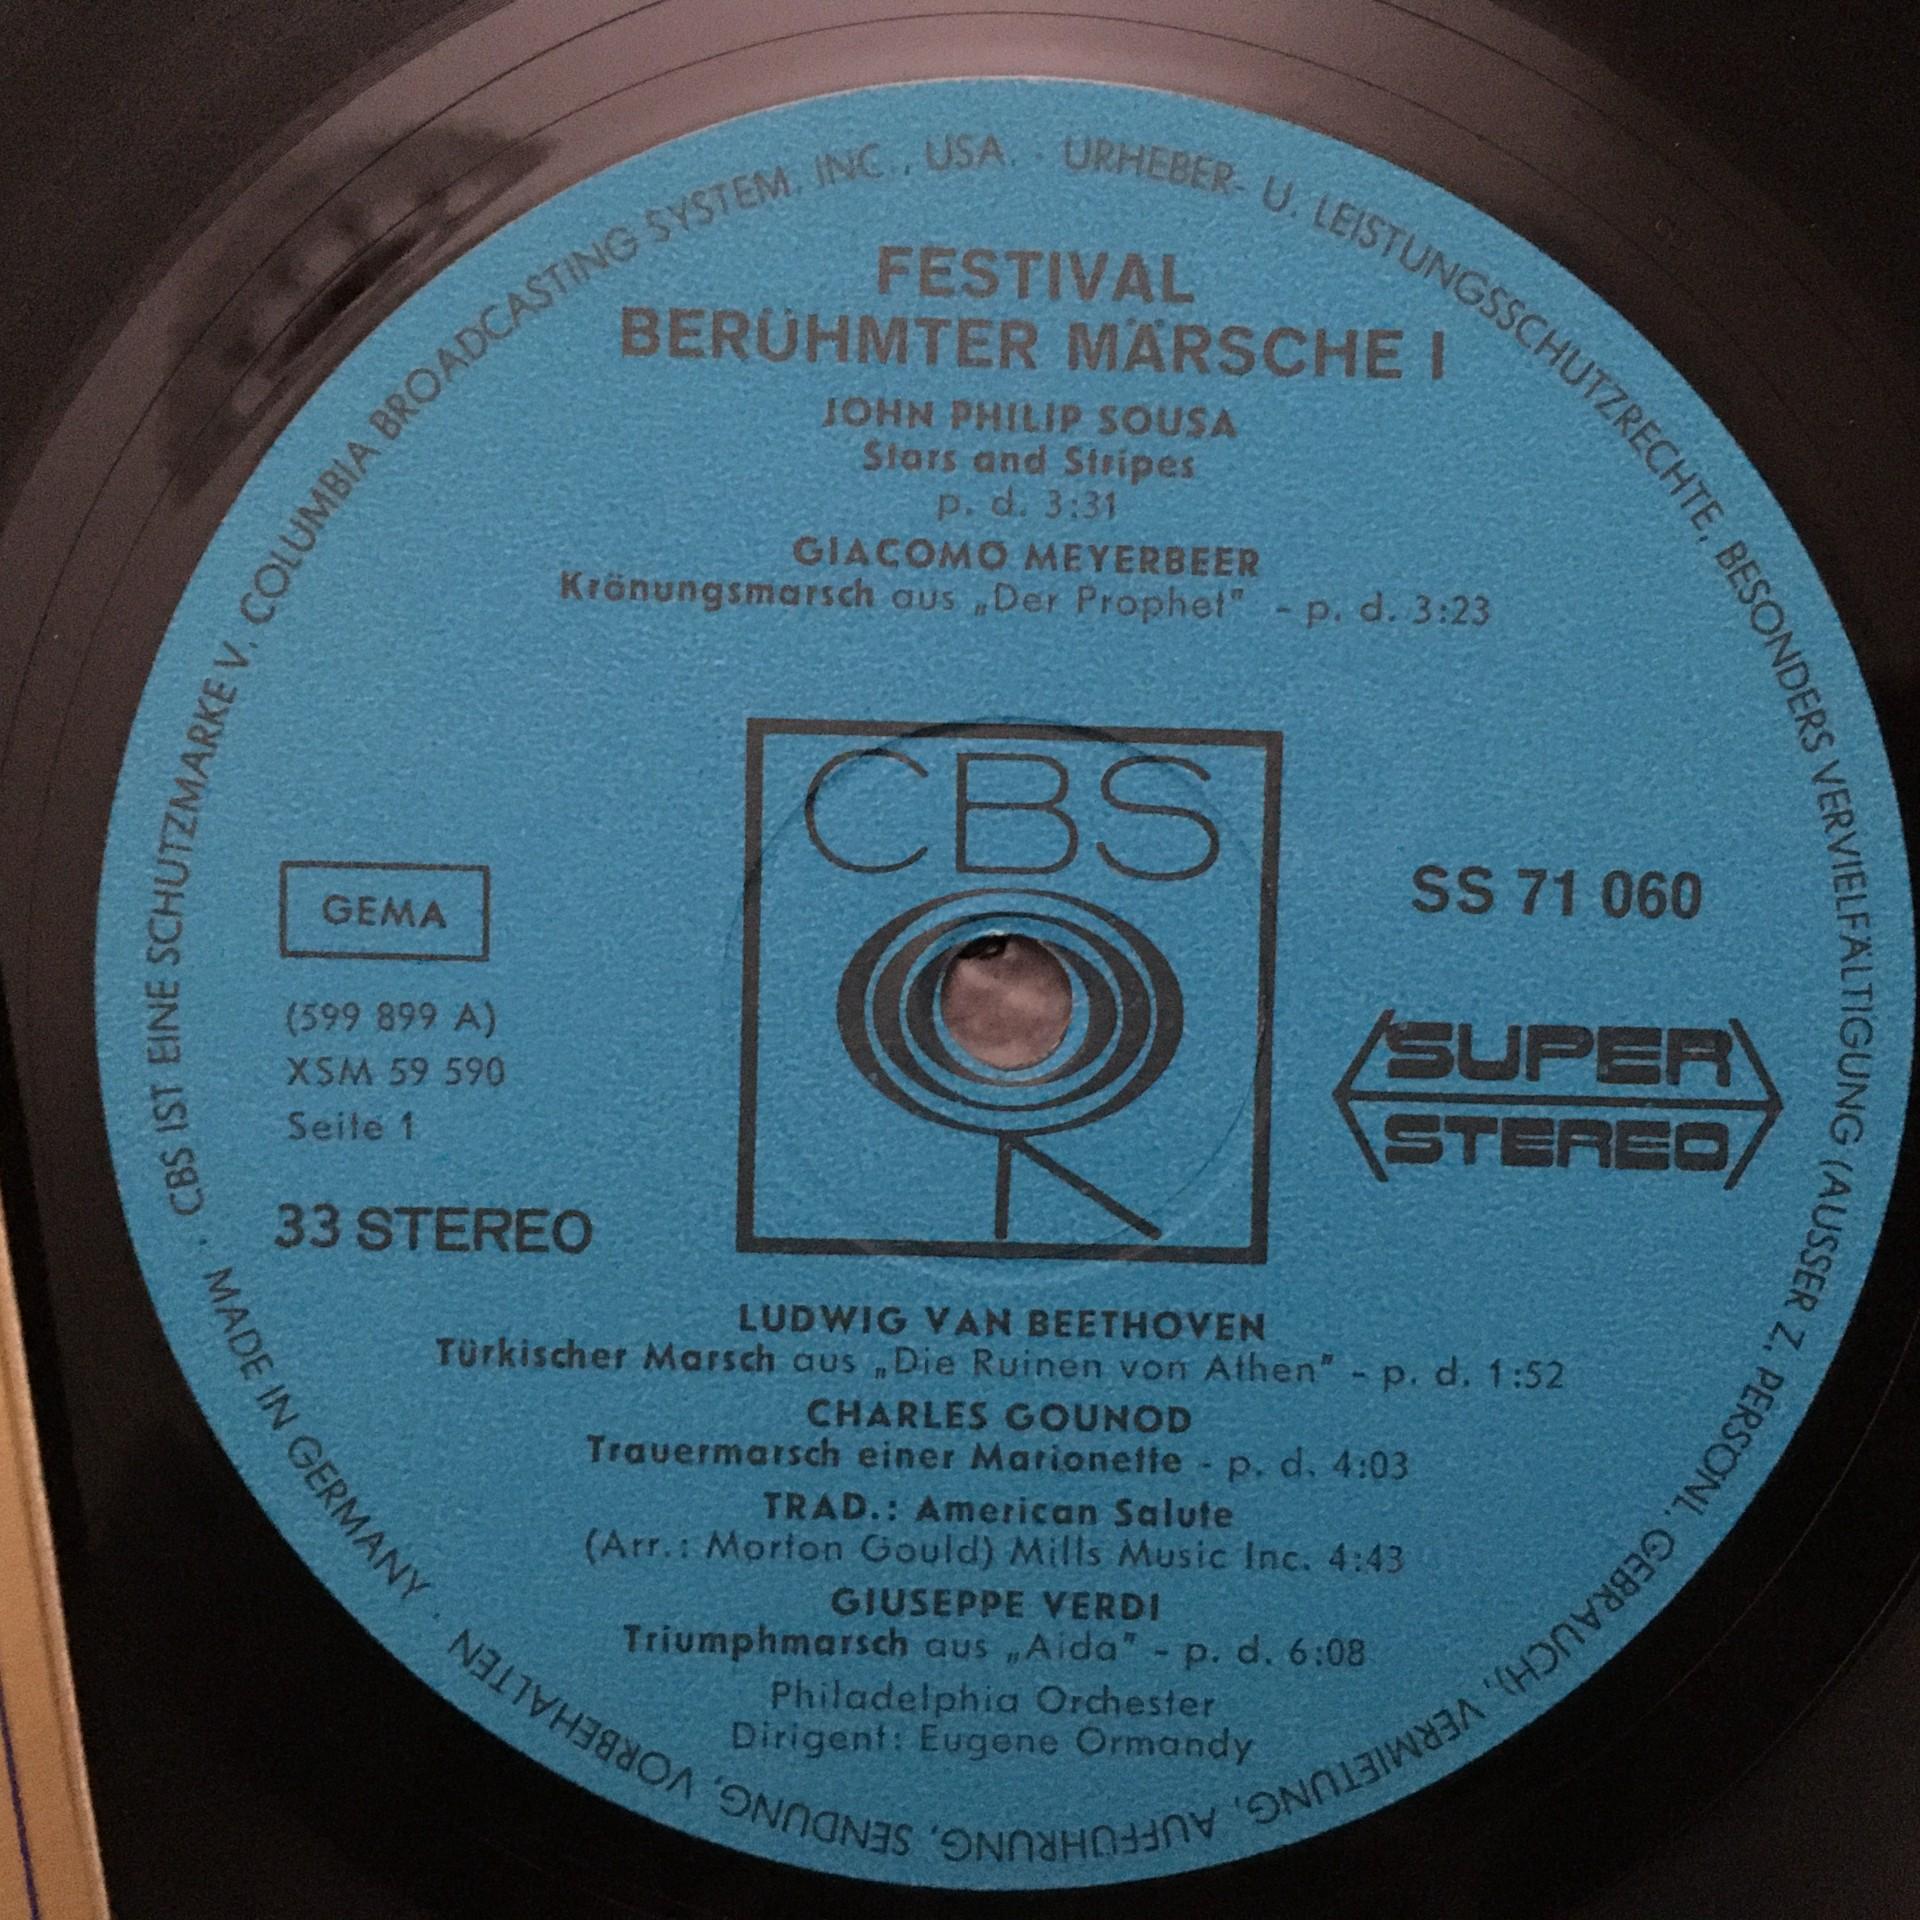 FESTIVAL
BERÜHMTER MÄRSCHE I
JOHN PHILIP SOUSA
Stars and Stripes
p. d. 3:31
GIACOMO MEYERBEER
Krönungsmarsch aus „Der Prophet" - p. d. 3:23
CBS
GEMA
(599 899 A)
XSM 59 590
Seite 1
33 STEREO
SS 71 060
SUPER
STEREO
LUDWIG VAN BEETHOVEN
Türkischer Marsch aus „Die Ruinen von Athen" - p. d. 1:52
CHARLES GOUNOD
Trauermarsch einer Marionette - p. d. 4:03
TRAD.: American Salute
(Arr.: Morton Gould) Mills Music Inc. 4:43
GIUSEPPE VERDI
Triumphmarsch aus „Aida" - p. d. 6:08
Philadelphia Orchester
Dirigent: Eugene Ormandy
CBS IST EINE SCHUTZMARKE V. COLUMBIA BROADCASTING SYSTEM, INC., USA. · URHEBER- U. LEISTUNGSSCHUTZRECHTE, BESONDERS VERVIELFÄLTIGUNG (AUSSER Z. PERSÖNL. GEBRAUCH), VERMIETUNG, AUFFÜHRUNG, SENDUNG, VORBEHALTEN · MADE IN GERMANY ·